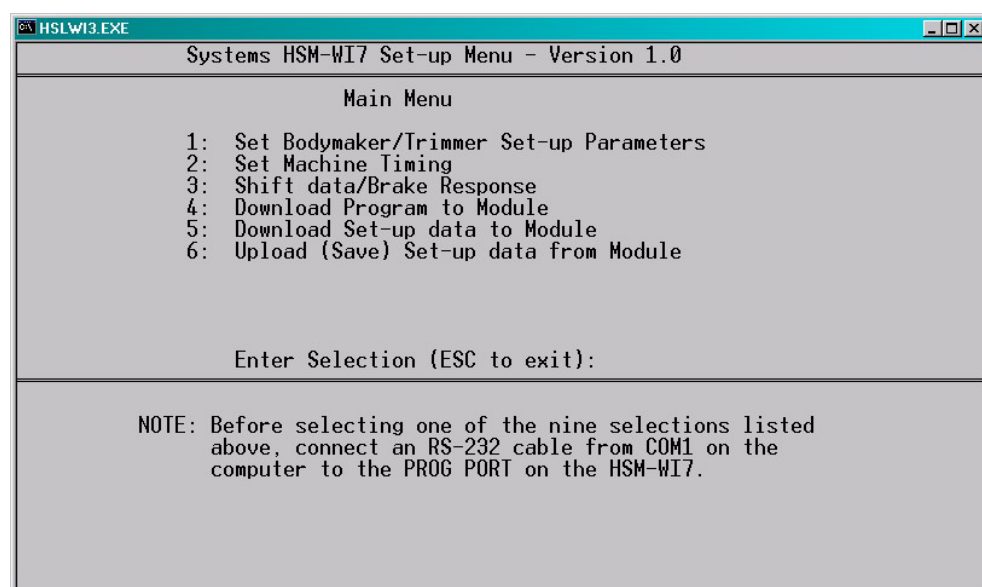 HSLWI3.EXE
Systems HSM-WI7 Set-up Menu - Version 1.0
Main Menu
1: Set Bodymaker/Trimmer Set-up Parameters
2: Set Machine Timing
3: Shift data/Brake Response
4: Download Program to Module
5: Download Set-up data to Module
6: Upload (Save) Set-up data from Module
Enter Selection (ESC to exit):
NOTE: Before selecting one of the nine selections listed
above, connect an RS-232 cable from COM1 on the
computer to the PROG PORT on the HSM-WI7.